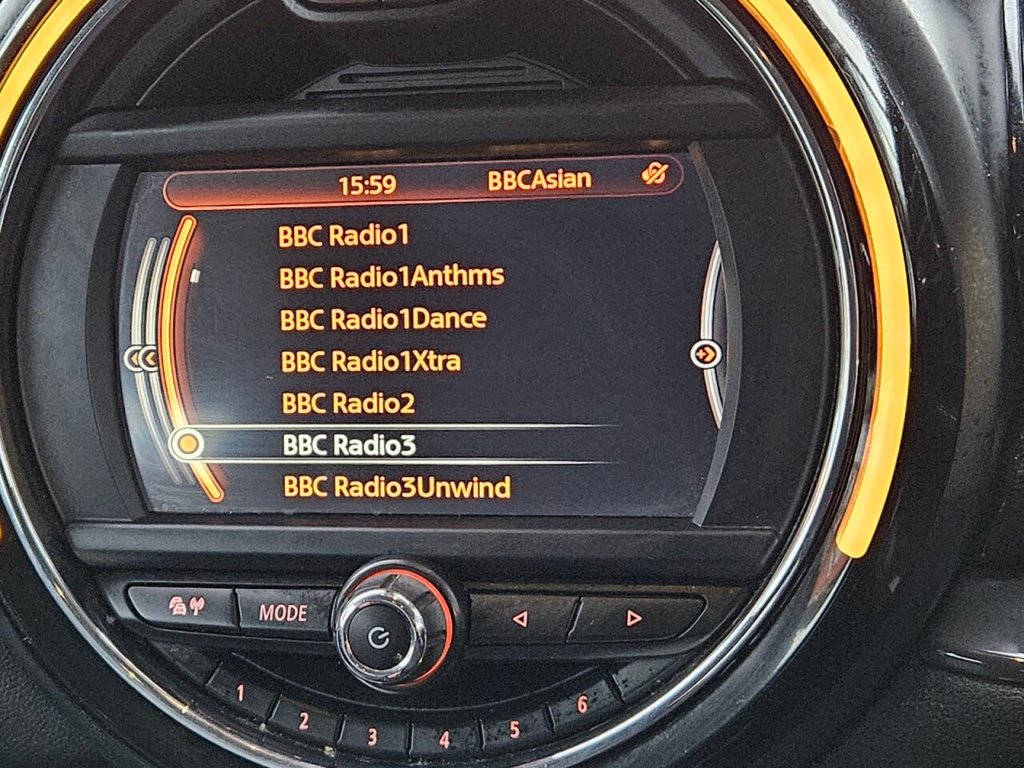 15:59 BBCAsian
BBC Radio1
BBC Radio1Anthms
BBC Radio1Dance
BBC Radio1Xtra
BBC Radio2
BBC Radio3
BBC Radio3Unwind
MODE
1 2 3 4 5 6